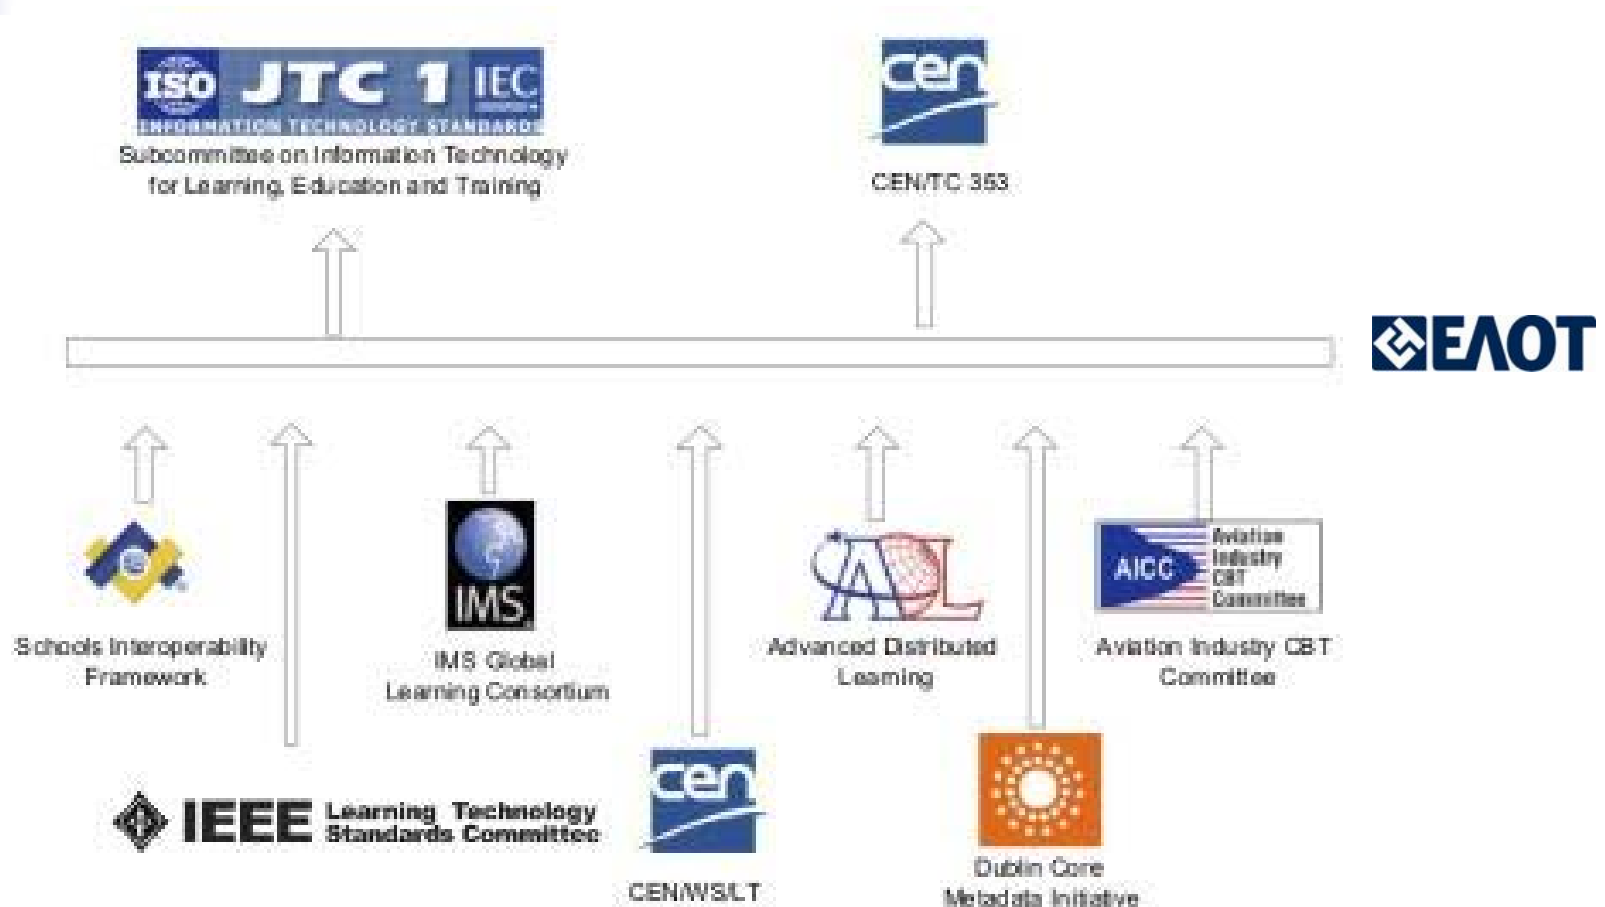 ISO JTC 1 IEC
INFORMATION TECHNOLOGY STANDARDS
Subcommittee on Information Technology
for Learning, Education and Training
cen
CEN/TC 353
ΕΛΟΤ
Schools Interoperability
Framework
IMS
IMS Global
Learning Consortium
ADL
Advanced Distributed
Learning
AICC
Aviation
Industry
CBT
Committee
Aviation Industry CBT
Committee
IEEE Learning Technology
Standards Committee
cen
CEN/WS/LT
Dublin Core
Metadata Initiative